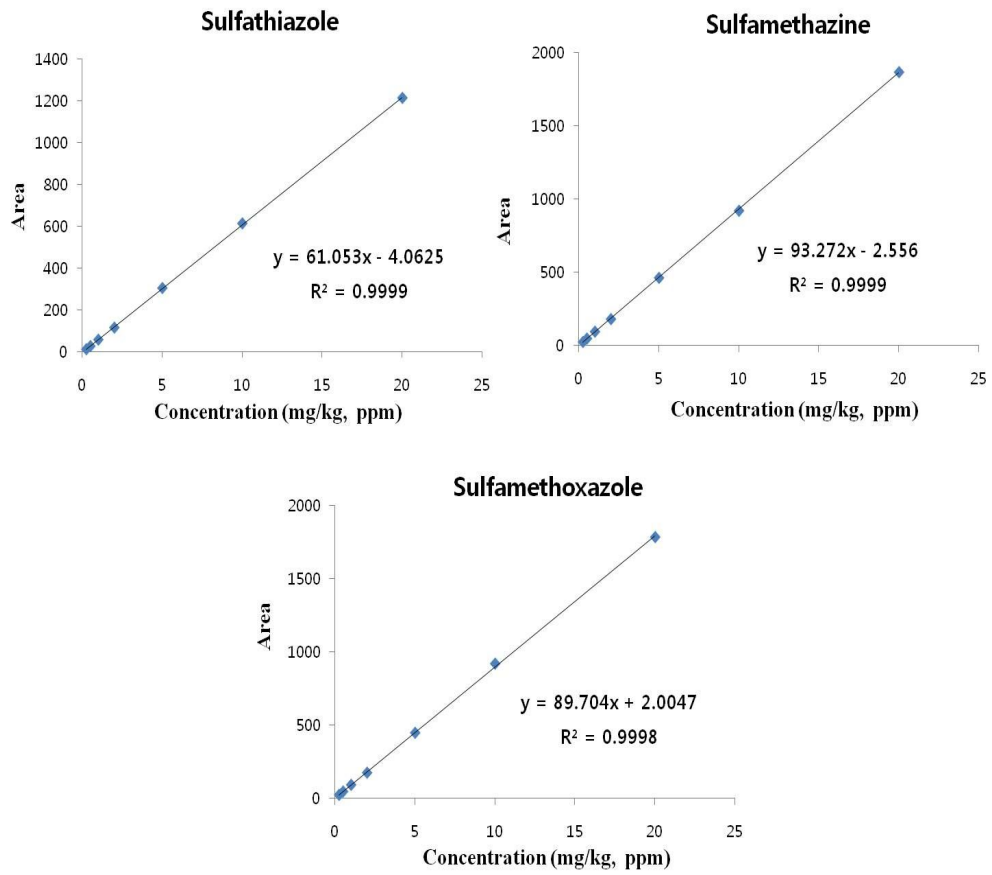 Sulfathiazole
1400
1200
1000
800
600
400
200
0
Area
y = 61.053x - 4.0625
R² = 0.9999
0 5 10 15 20 25
Concentration (mg/kg, ppm)
Sulfamethazine
2000
1500
1000
500
0
Area
y = 93.272x - 2.556
R² = 0.9999
0 5 10 15 20 25
Concentration (mg/kg, ppm)
Sulfamethoxazole
2000
1500
1000
500
0
Area
y = 89.704x + 2.0047
R² = 0.9998
0 5 10 15 20 25
Concentration (mg/kg, ppm)